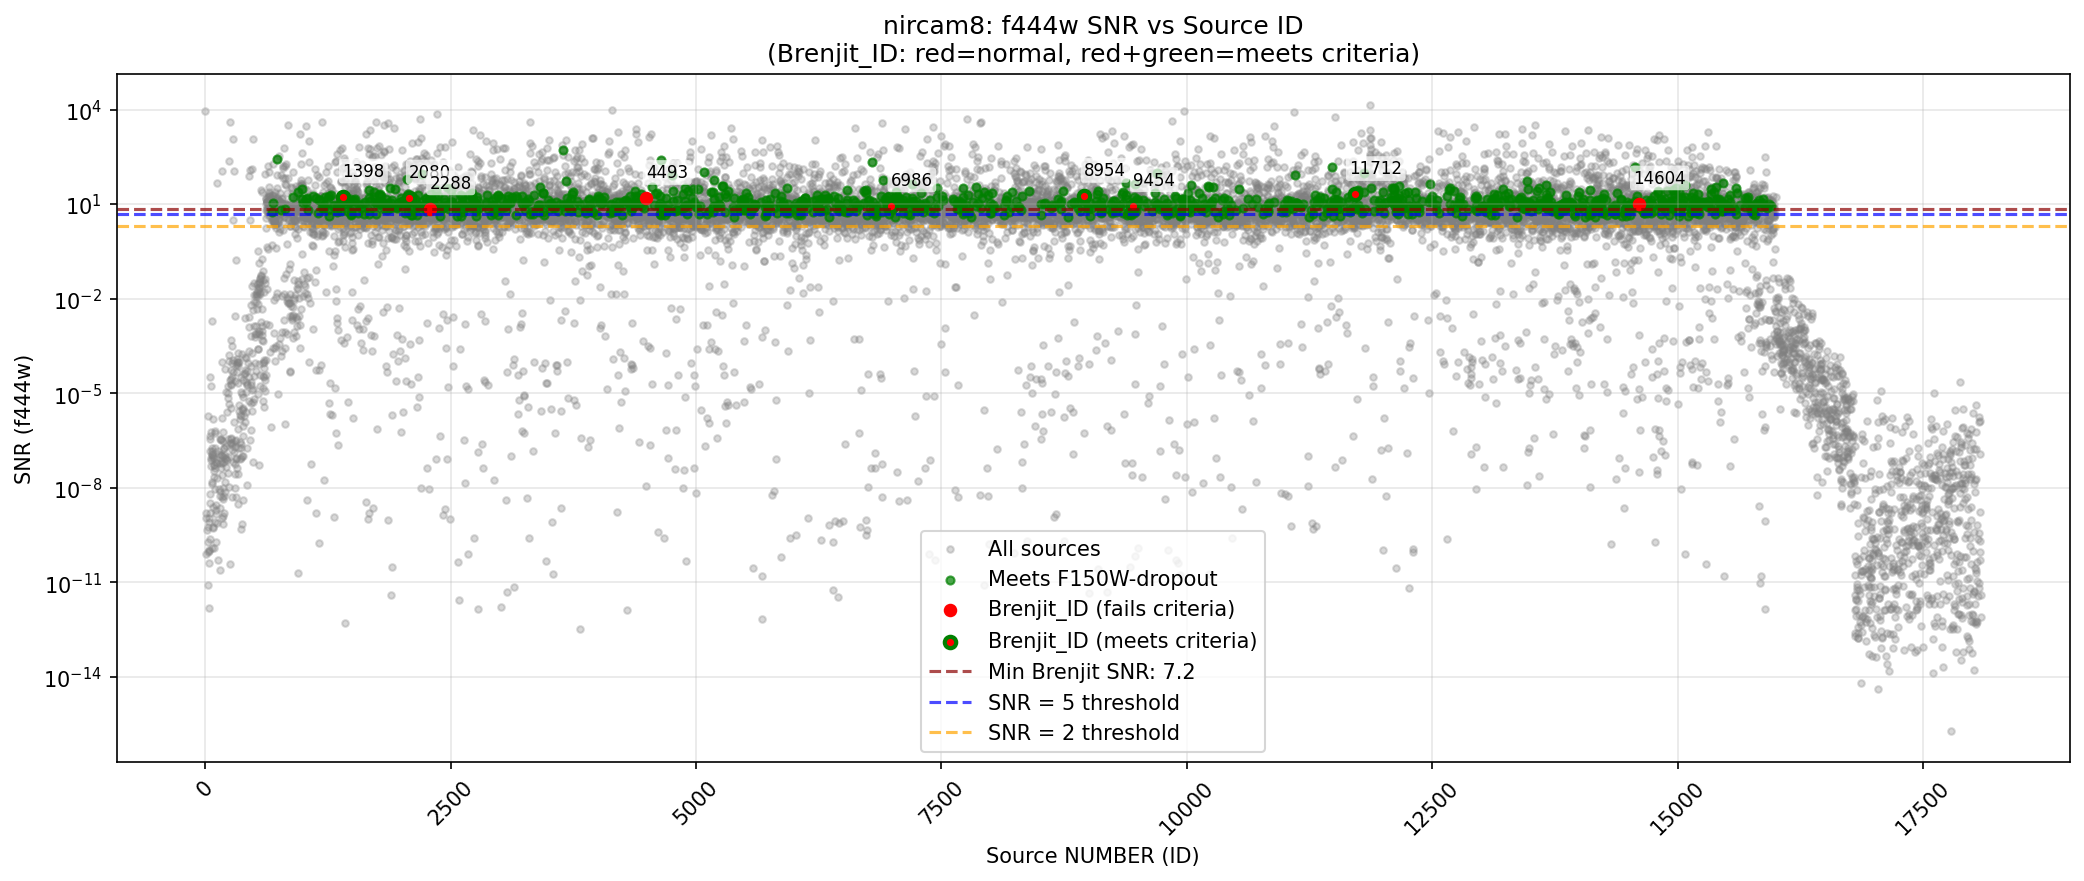 nircam8: f444w SNR vs Source ID
(Brenjit_ID: red=normal, red+green=meets criteria)
SNR (f444w)
10⁴
10¹
10⁻²
10⁻⁵
10⁻⁸
10⁻¹¹
10⁻¹⁴
1398
2080
2288
4493
6986
8954
9454
11712
14604
All sources
Meets F150W-dropout
Brenjit_ID (fails criteria)
Brenjit_ID (meets criteria)
Min Brenjit SNR: 7.2
SNR = 5 threshold
SNR = 2 threshold
0
2500
5000
7500
10000
12500
15000
17500
Source NUMBER (ID)